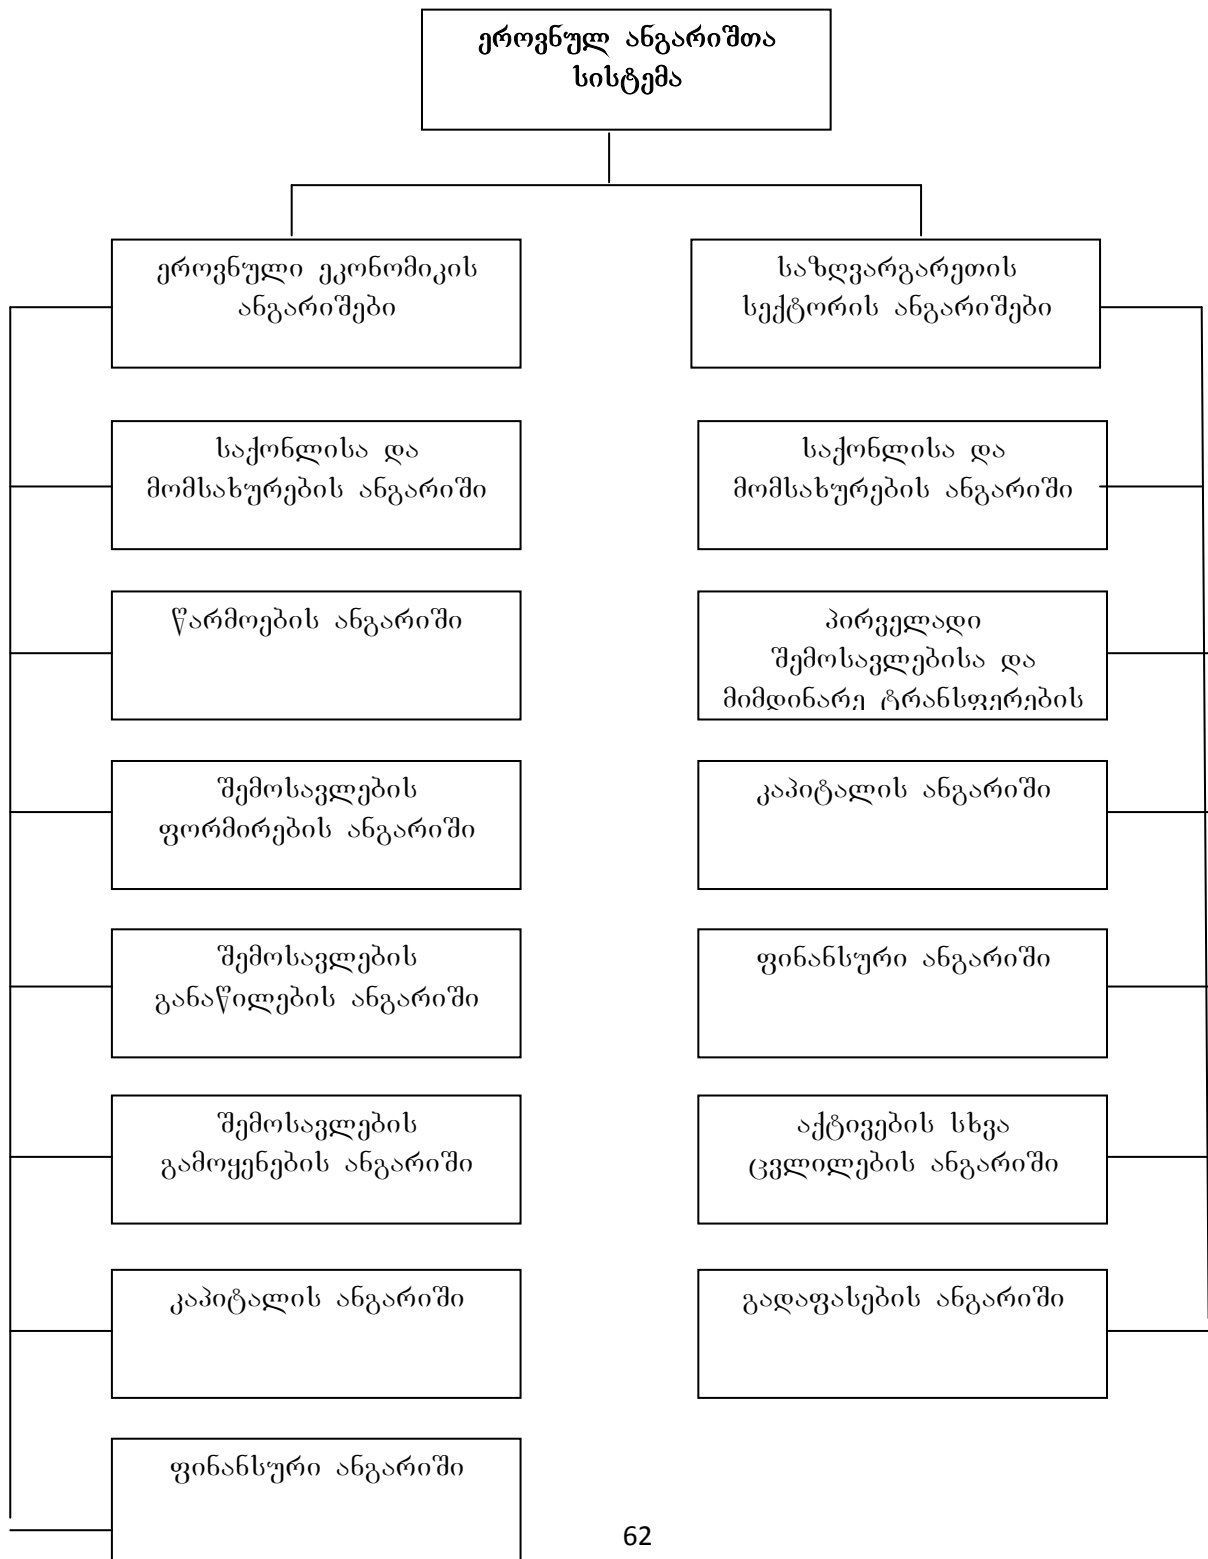 ეროვნულ ანგარიშთა
სისტემა
ეროვნული ეკონომიკის
ანგარიშები
საქონლისა და
მომსახურების ანგარიში
წარმოების ანგარიში
შემოსავლების
ფორმირების ანგარიში
შემოსავლების
განაწილების ანგარიში
შემოსავლების
გამოყენების ანგარიში
კაპიტალის ანგარიში
ფინანსური ანგარიში
საზღვარგარეთის
სექტორის ანგარიშები
საქონლისა და
მომსახურების ანგარიში
პირველადი
შემოსავლებისა და
მიმდინარე ტრანსფერების
კაპიტალის ანგარიში
ფინანსური ანგარიში
აქტივების სხვა
ცვლილების ანგარიში
გადაფასების ანგარიში
62